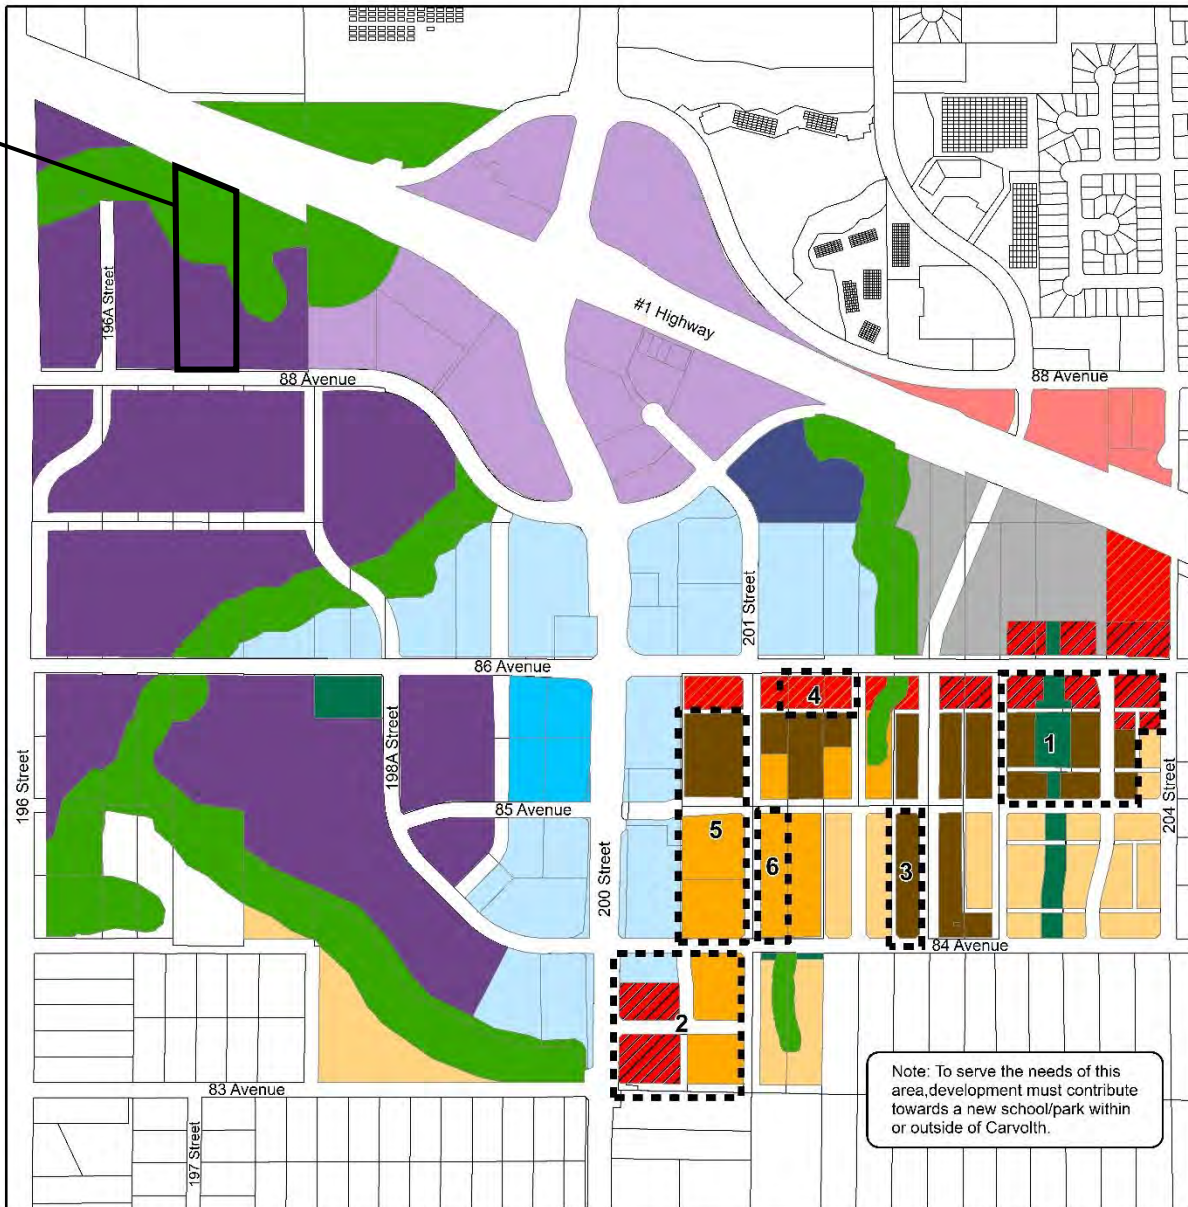 #1 Highway
196A Street
88 Avenue
88 Avenue
201 Street
86 Avenue
4
1
196 Street
198A Street
85 Avenue
5
6
3
204 Street
200 Street
84 Avenue
2
83 Avenue
197 Street
Note: To serve the needs of this
area,development must contribute
towards a new school/park within
or outside of Carvolth.